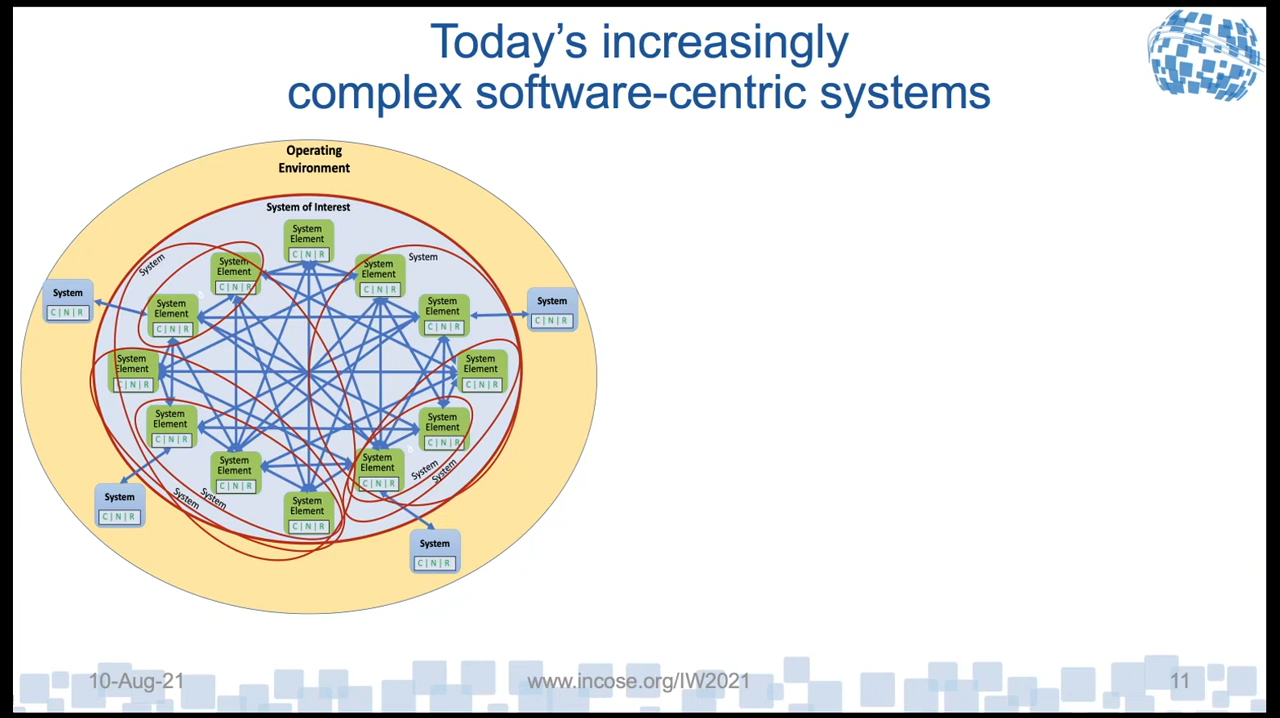 Today's increasingly
complex software-centric systems
Operating
Environment
System of Interest
System
Element
C | N | R
System
System
Element
C | N | R
System
Element
C | N | R
System
System
C | N | R
System
Element
C | N | R
System
Element
C | N | R
System
C | N | R
System
Element
C | N | R
System
Element
C | N | R
System
Element
C | N | R
System
Element
C | N | R
System
Element
C | N | R
System
Element
C | N | R
System
System
System
System
System
C | N | R
System
Element
C | N | R
System
C | N | R
10-Aug-21
www.incose.org/IW2021
11